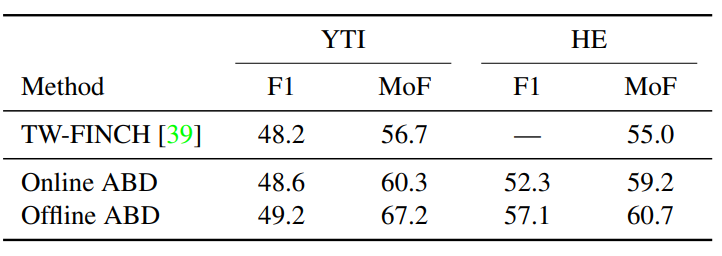 YTI HE
Method F1 MoF F1 MoF
TW-FINCH [39] 48.2 56.7 — 55.0
Online ABD 48.6 60.3 52.3 59.2
Offline ABD 49.2 67.2 57.1 60.7